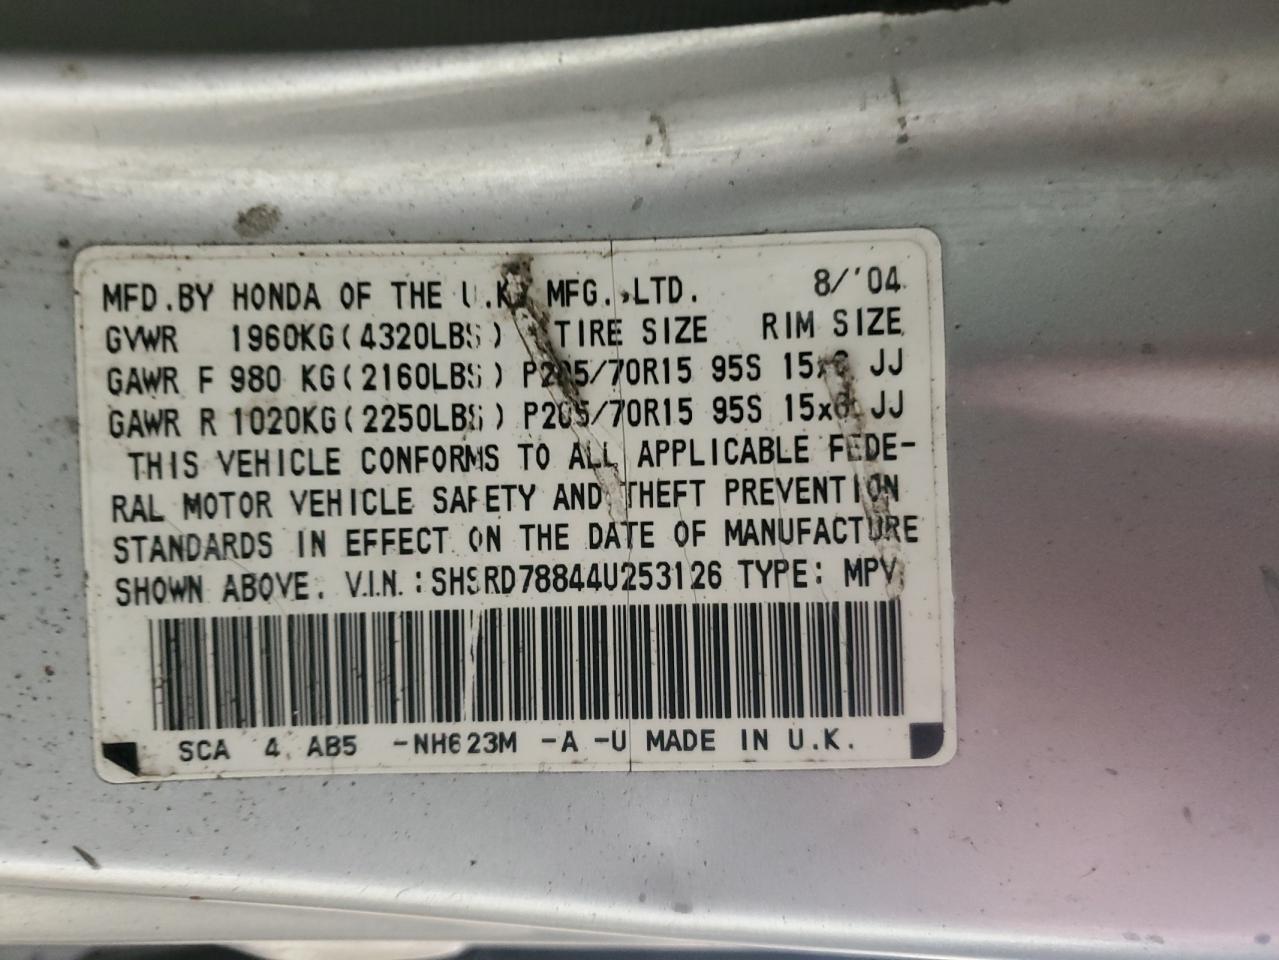 MFD.BY HONDA OF THE U.K. MFG.,LTD. 8/'04
GVWR 1960KG(4320LBS) TIRE SIZE RIM SIZE
GAWR F 980 KG(2160LBS) P205/70R15 95S 15x6 JJ
GAWR R 1020KG(2250LBS) P205/70R15 95S 15x6 JJ
THIS VEHICLE CONFORMS TO ALL APPLICABLE FEDE-
RAL MOTOR VEHICLE SAFETY AND THEFT PREVENTION
STANDARDS IN EFFECT ON THE DATE OF MANUFACTURE
SHOWN ABOVE. V.I.N.:SHSRD78844U253126 TYPE: MPV
SCA 4 AB5 -NH623M -A -U MADE IN U.K.